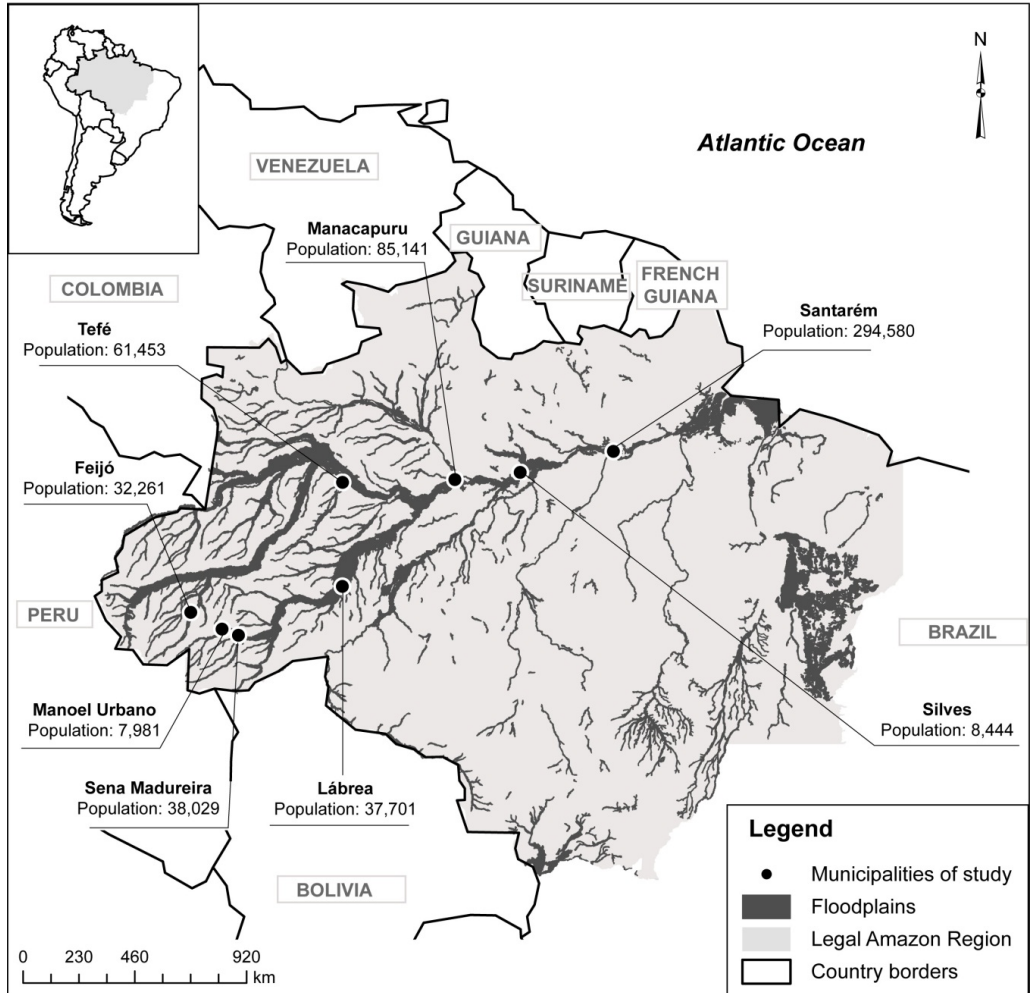 N
Atlantic Ocean
VENEZUELA
Manacapuru
Population: 85,141
GUIANA
SURINAMÉ
FRENCH
GUIANA
COLOMBIA
Tefé
Population: 61,453
Santarém
Population: 294,580
Feijó
Population: 32,261
PERU
BRAZIL
Manoel Urbano
Population: 7,981
Silves
Population: 8,444
Sena Madureira
Population: 38,029
Lábrea
Population: 37,701
BOLIVIA
Legend
Municipalities of study
Floodplains
Legal Amazon Region
Country borders
0 230 460 920
km